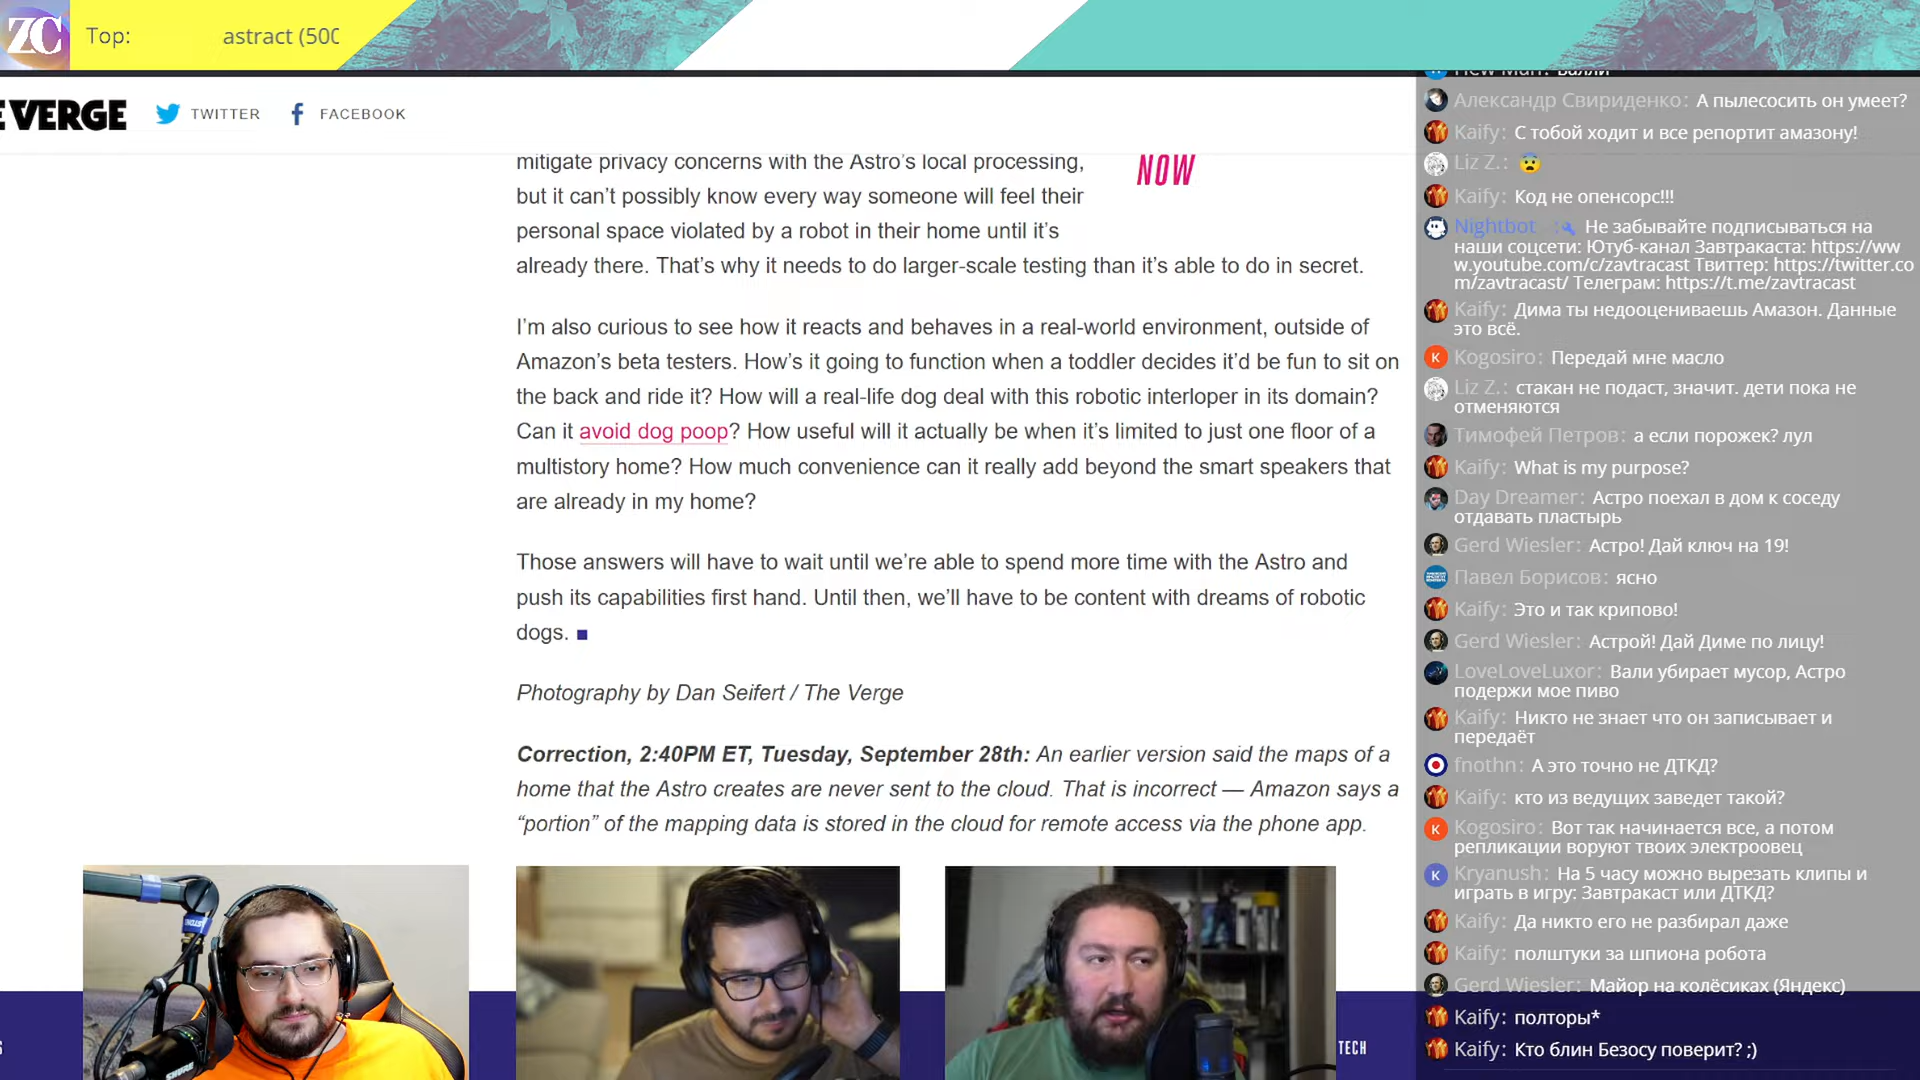 ZC
Top: astract (500
E VERGE TWITTER FACEBOOK
mitigate privacy concerns with the Astro’s local processing,
but it can’t possibly know every way someone will feel their
personal space violated by a robot in their home until it’s
already there. That’s why it needs to do larger-scale testing than it’s able to do in secret.
NOW
I’m also curious to see how it reacts and behaves in a real-world environment, outside of
Amazon’s beta testers. How’s it going to function when a toddler decides it’d be fun to sit on
the back and ride it? How will a real-life dog deal with this robotic interloper in its domain?
Can it avoid dog poop? How useful will it actually be when it’s limited to just one floor of a
multistory home? How much convenience can it really add beyond the smart speakers that
are already in my home?
Those answers will have to wait until we’re able to spend more time with the Astro and
push its capabilities first hand. Until then, we’ll have to be content with dreams of robotic
dogs.
Photography by Dan Seifert / The Verge
Correction, 2:40PM ET, Tuesday, September 28th: An earlier version said the maps of a
home that the Astro creates are never sent to the cloud. That is incorrect — Amazon says a
“portion” of the mapping data is stored in the cloud for remote access via the phone app.
TECH
SHURE
New Man: Валли
Александр Свириденко: А пылесосить он умеет?
Kaify: С тобой ходит и все репортит амазону!
Liz Z.: 😨
Kaify: Код не опенсорс!!!
Nightbot : Не забывайте подписываться на
наши соцсети: Ютуб-канал Завтракаста: https://ww
w.youtube.com/c/zavtracast Твиттер: https://twitter.co
m/zavtracast/ Телеграм: https://t.me/zavtracast
Kaify: Дима ты недооцениваешь Амазон. Данные
это всё.
Kogosiro: Передай мне масло
Liz Z.: стакан не подаст, значит. дети пока не
отменяются
Тимофей Петров: а если порожек? лул
Kaify: What is my purpose?
Day Dreamer: Астро поехал в дом к соседу
отдавать пластырь
Gerd Wiesler: Астро! Дай ключ на 19!
Павел Борисов: ясно
Kaify: Это и так крипово!
Gerd Wiesler: Астрой! Дай Диме по лицу!
LoveLoveLuxor: Вали убирает мусор, Астро
подержи мое пиво
Kaify: Никто не знает что он записывает и
передаёт
fnothn: А это точно не ДТКД?
Kaify: кто из ведущих заведет такой?
Kogosiro: Вот так начинается все, а потом
репликации воруют твоих электроовец
Kryanush: На 5 часу можно вырезать клипы и
играть в игру: Завтракаст или ДТКД?
Kaify: Да никто его не разбирал даже
Kaify: полштуки за шпиона робота
Gerd Wiesler: Майор на колёсиках (Яндекс)
Kaify: полторы*
Kaify: Кто блин Безосу поверит? ;)